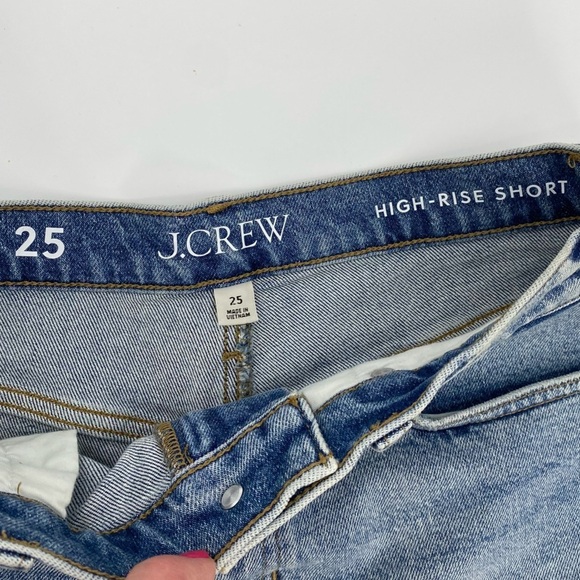 25
J.CREW
HIGH-RISE SHORT
25
MADE IN
VIETNAM